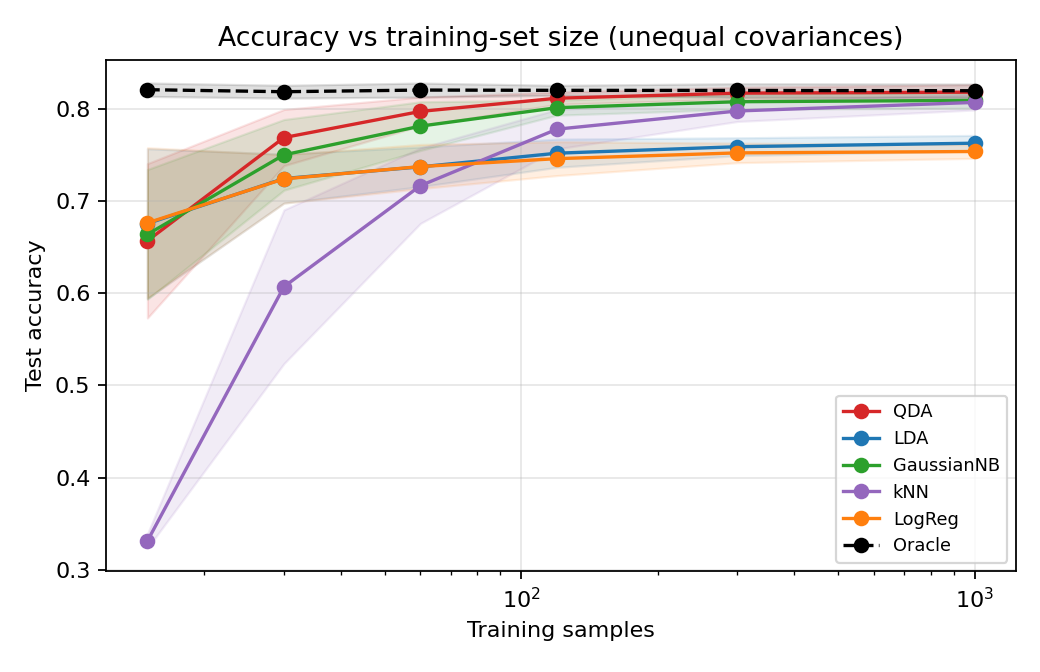 Accuracy vs training-set size (unequal covariances)
Test accuracy
0.8
0.7
0.6
0.5
0.4
0.3
10²
10³
Training samples
QDA
LDA
GaussianNB
kNN
LogReg
Oracle